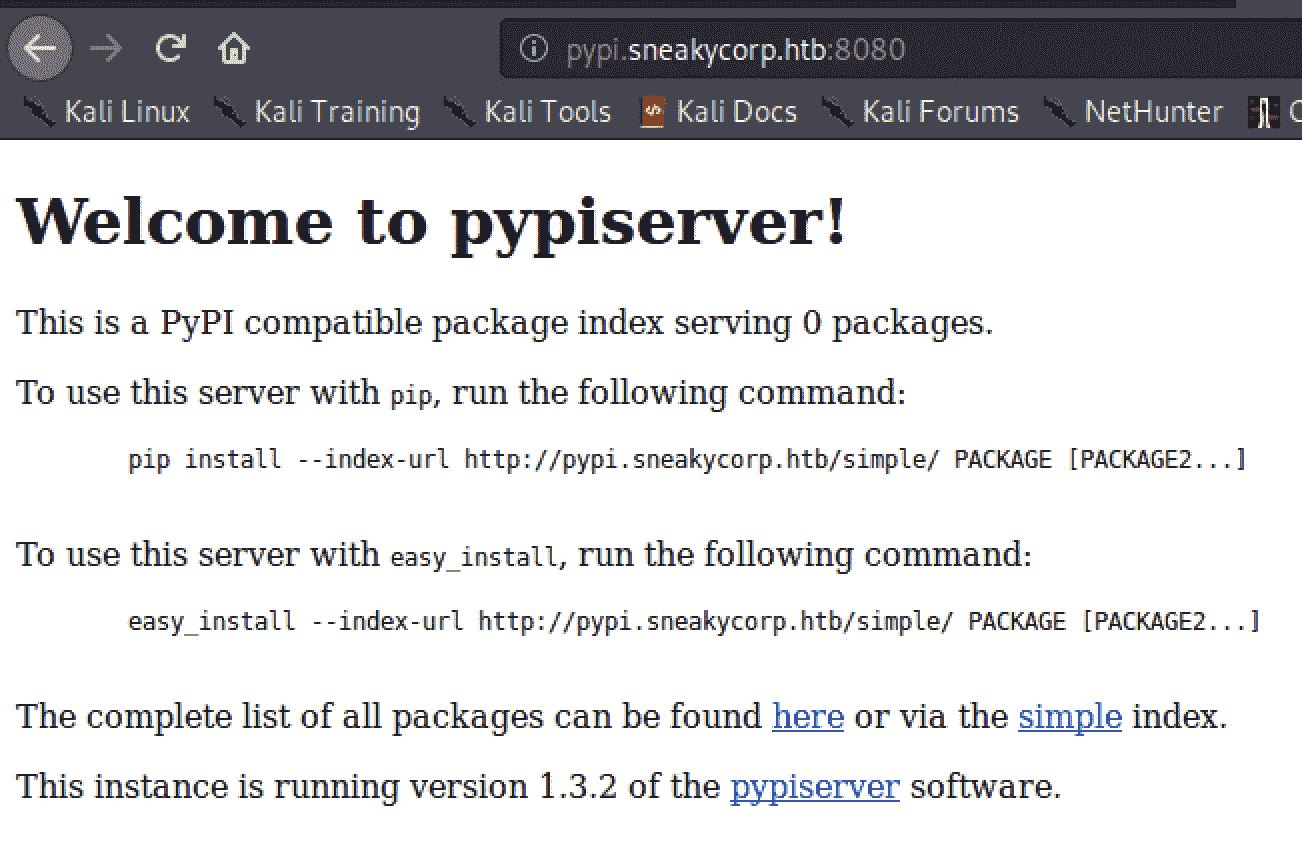 pypi.sneakycorp.htb:8080
Kali Linux Kali Training Kali Tools Kali Docs Kali Forums NetHunter
Welcome to pypiserver!
This is a PyPI compatible package index serving 0 packages.
To use this server with pip, run the following command:
pip install --index-url http://pypi.sneakycorp.htb/simple/ PACKAGE [PACKAGE2...]
To use this server with easy_install, run the following command:
easy_install --index-url http://pypi.sneakycorp.htb/simple/ PACKAGE [PACKAGE2...]
The complete list of all packages can be found here or via the simple index.
This instance is running version 1.3.2 of the pypiserver software.